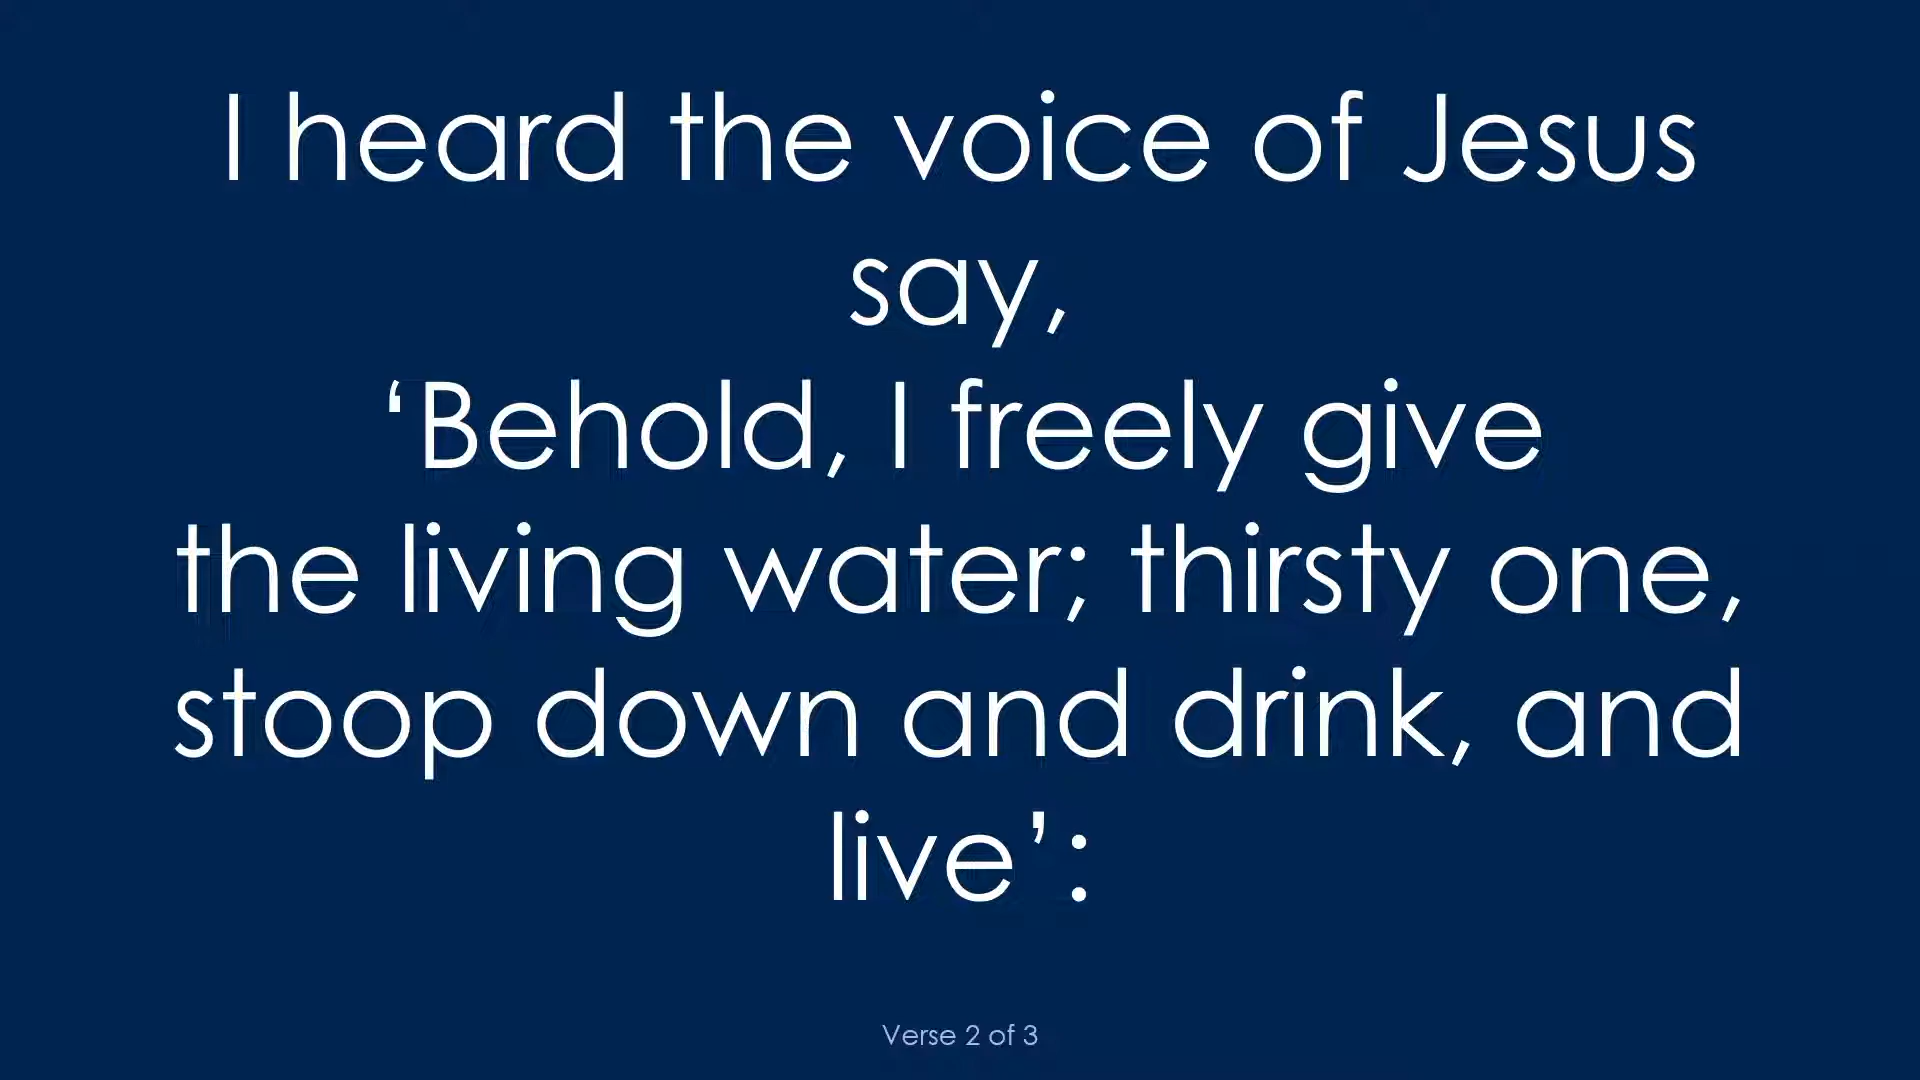 I heard the voice of Jesus
say,
‘Behold, I freely give
the living water; thirsty one,
stoop down and drink, and
live’:
Verse 2 of 3